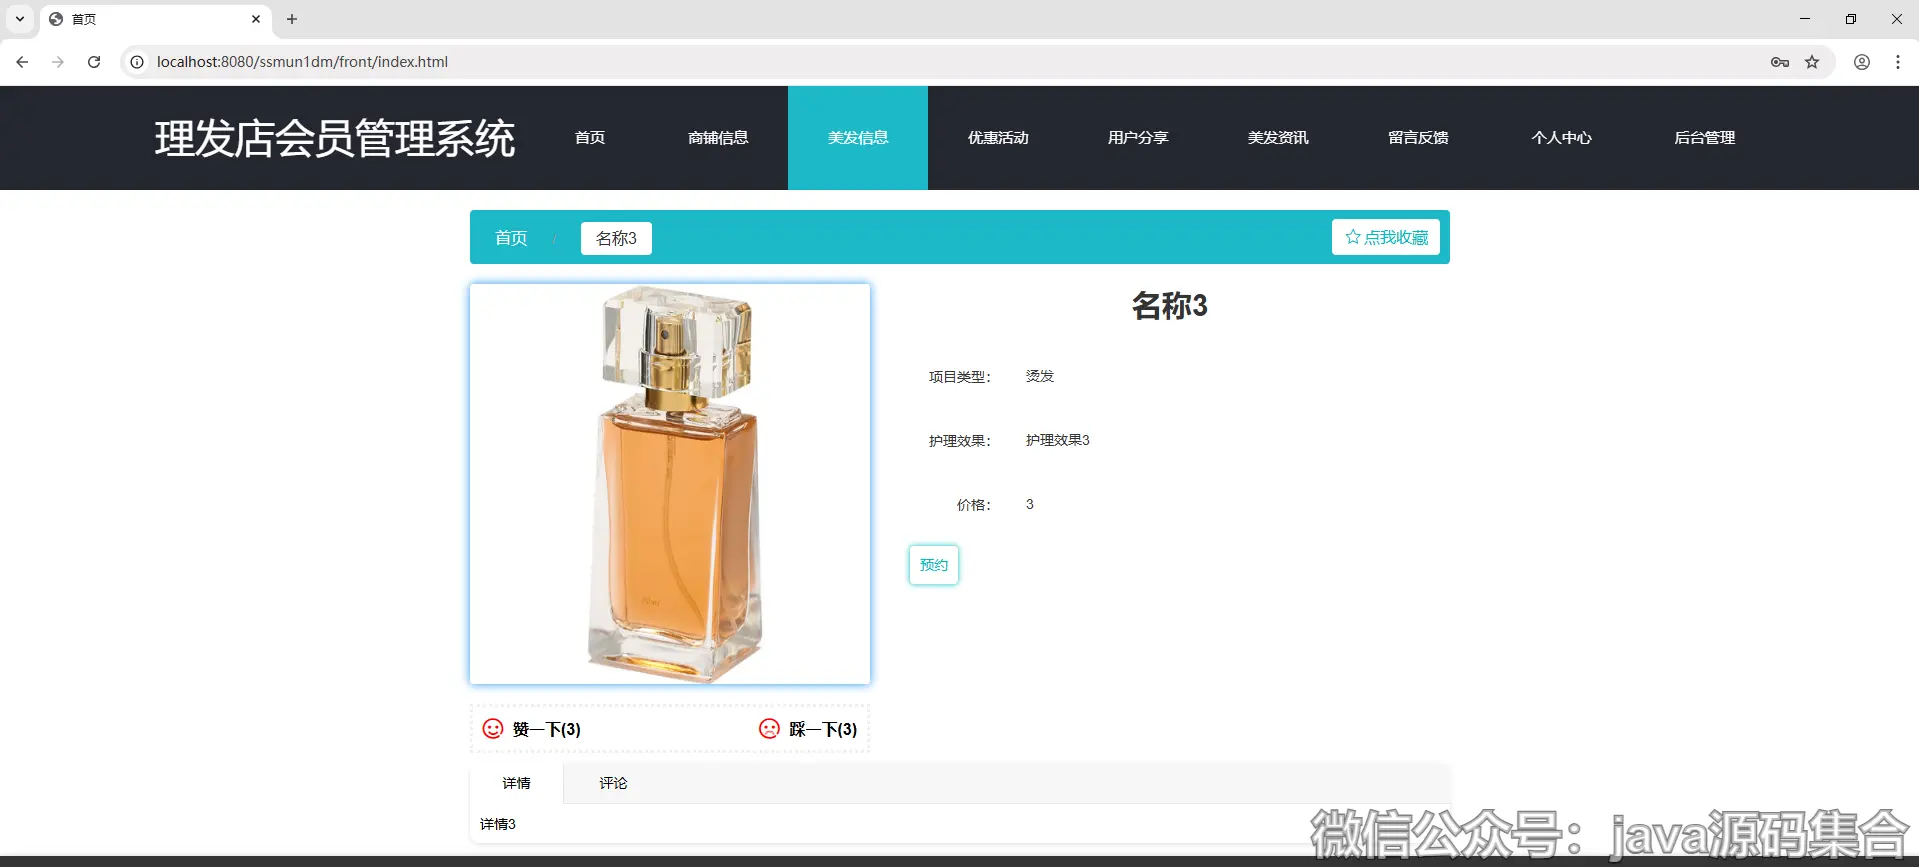 首页
localhost:8080/ssmun1dm/front/index.html
理发店会员管理系统 首页 商铺信息 美发信息 优惠活动 用户分享 美发资讯 留言反馈 个人中心 后台管理
首页 / 名称3 点我收藏
名称3
项目类型： 烫发
护理效果： 护理效果3
价格： 3
预约
赞一下(3) 踩一下(3)
详情 评论
详情3
微信公众号：java源码集合